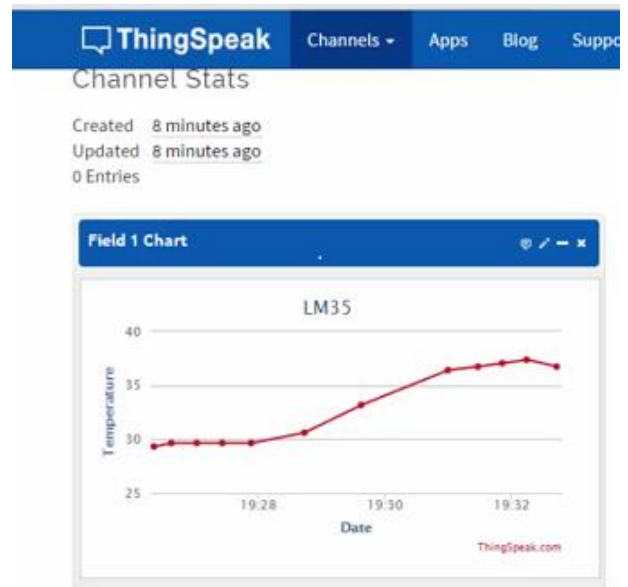 ThingSpeak Channels Apps Blog Suppo
Channel Stats
Created 8 minutes ago
Updated 8 minutes ago
0 Entries
Field 1 Chart
LM35
Temperature
40
35
30
25
19:28 19:30 19:32
Date
ThingSpeak.com